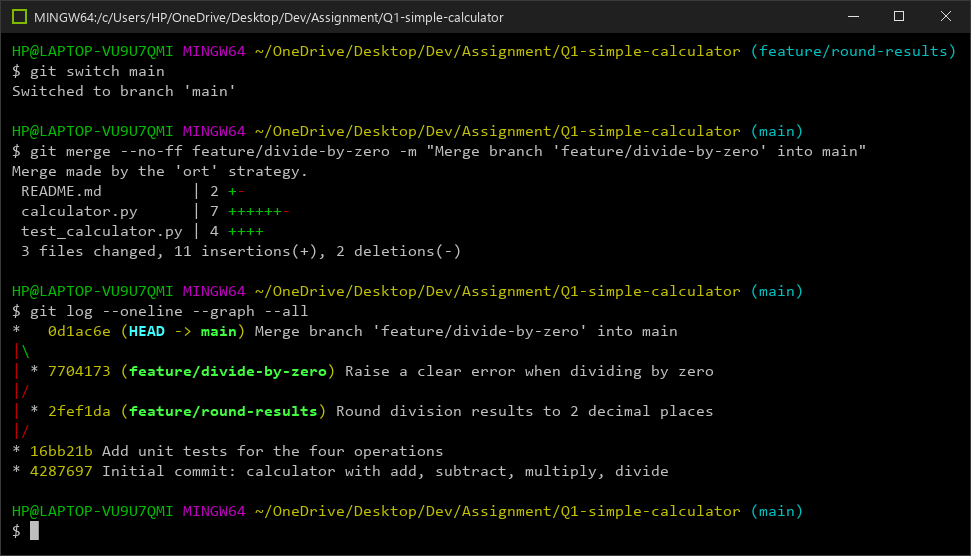 MINGW64:/c/Users/HP/OneDrive/Desktop/Dev/Assignment/Q1-simple-calculator
HP@LAPTOP-VU9U7QMI MINGW64 ~/OneDrive/Desktop/Dev/Assignment/Q1-simple-calculator (feature/round-results)
$ git switch main
Switched to branch 'main'
HP@LAPTOP-VU9U7QMI MINGW64 ~/OneDrive/Desktop/Dev/Assignment/Q1-simple-calculator (main)
$ git merge --no-ff feature/divide-by-zero -m "Merge branch 'feature/divide-by-zero' into main"
Merge made by the 'ort' strategy.
 README.md          | 2 +-
 calculator.py      | 7 ++++++-
 test_calculator.py | 4 ++++
 3 files changed, 11 insertions(+), 2 deletions(-)
HP@LAPTOP-VU9U7QMI MINGW64 ~/OneDrive/Desktop/Dev/Assignment/Q1-simple-calculator (main)
$ git log --oneline --graph --all
*   0d1ac6e (HEAD -> main) Merge branch 'feature/divide-by-zero' into main
|\
| * 7704173 (feature/divide-by-zero) Raise a clear error when dividing by zero
|/
| * 2fef1da (feature/round-results) Round division results to 2 decimal places
|/
* 16bb21b Add unit tests for the four operations
* 4287697 Initial commit: calculator with add, subtract, multiply, divide
HP@LAPTOP-VU9U7QMI MINGW64 ~/OneDrive/Desktop/Dev/Assignment/Q1-simple-calculator (main)
$